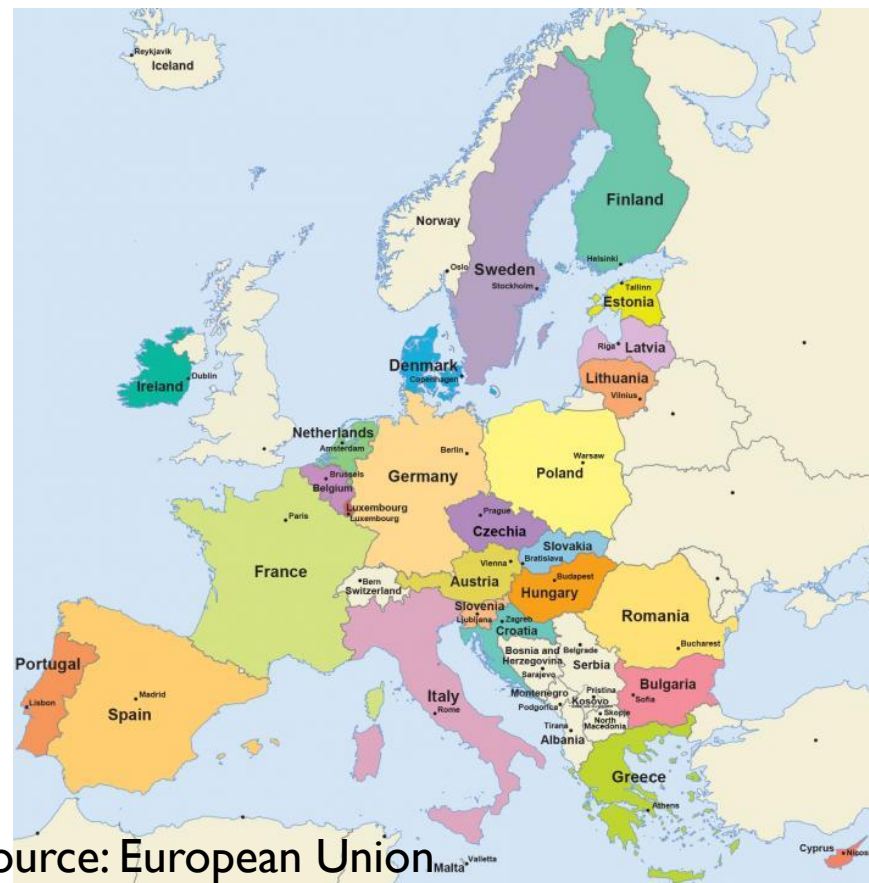 Reykjavik
Iceland
Finland
Norway
Helsinki
Oslo
Sweden
Stockholm
Tallinn
Estonia
Riga
Latvia
Denmark
Copenhagen
Lithuania
Vilnius
Dublin
Ireland
Netherlands
Amsterdam
Berlin
Warsaw
Poland
Germany
Brussels
Belgium
Luxembourg
Luxembourg
Paris
Prague
Czechia
Slovakia
Bratislava
Vienna
Austria
Budapest
Hungary
France
Bern
Switzerland
Slovenia
Ljubljana
Zagreb
Croatia
Romania
Bucharest
Bosnia and
Herzegovina
Sarajevo
Belgrade
Serbia
Portugal
Lisbon
Madrid
Spain
Italy
Rome
Montenegro
Podgorica
Pristina
Kosovo
Bulgaria
Sofia
Skopje
North
Macedonia
Tirana
Albania
Greece
Athens
ource: European Union
Malta
Valletta
Cyprus
Nicos